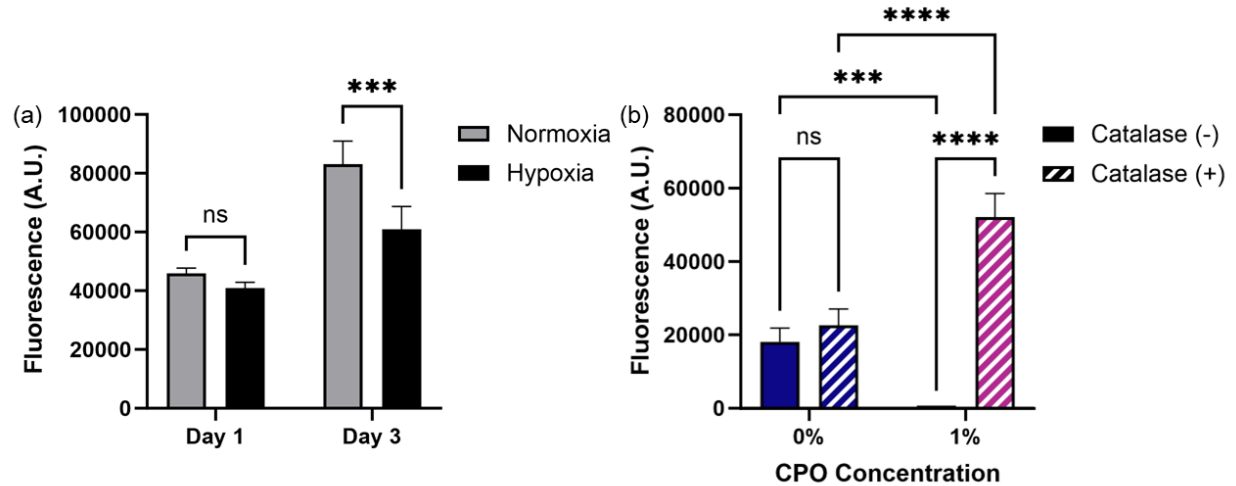 (a)
Fluorescence (A.U.)
100000
80000
60000
40000
20000
0
ns
***
Day 1
Day 3
Normoxia
Hypoxia
(b)
Fluorescence (A.U.)
80000
60000
40000
20000
0
****
***
ns
****
0%
1%
CPO Concentration
Catalase (-)
Catalase (+)